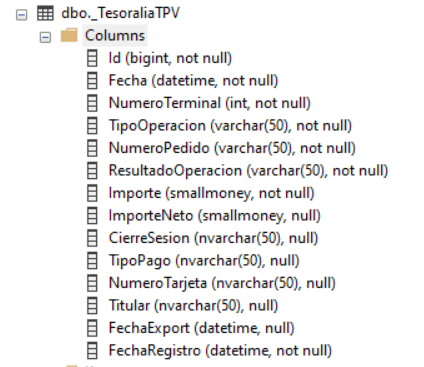 dbo._TesoraliaTPV
Columns
Id (bigint, not null)
Fecha (datetime, not null)
NumeroTerminal (int, not null)
TipoOperacion (varchar(50), not null)
NumeroPedido (varchar(50), not null)
ResultadoOperacion (varchar(50), not null)
Importe (smallmoney, not null)
ImporteNeto (smallmoney, null)
CierreSesion (nvarchar(50), null)
TipoPago (nvarchar(50), null)
NumeroTarjeta (nvarchar(50), null)
Titular (nvarchar(50), null)
FechaExport (datetime, null)
FechaRegistro (datetime, not null)